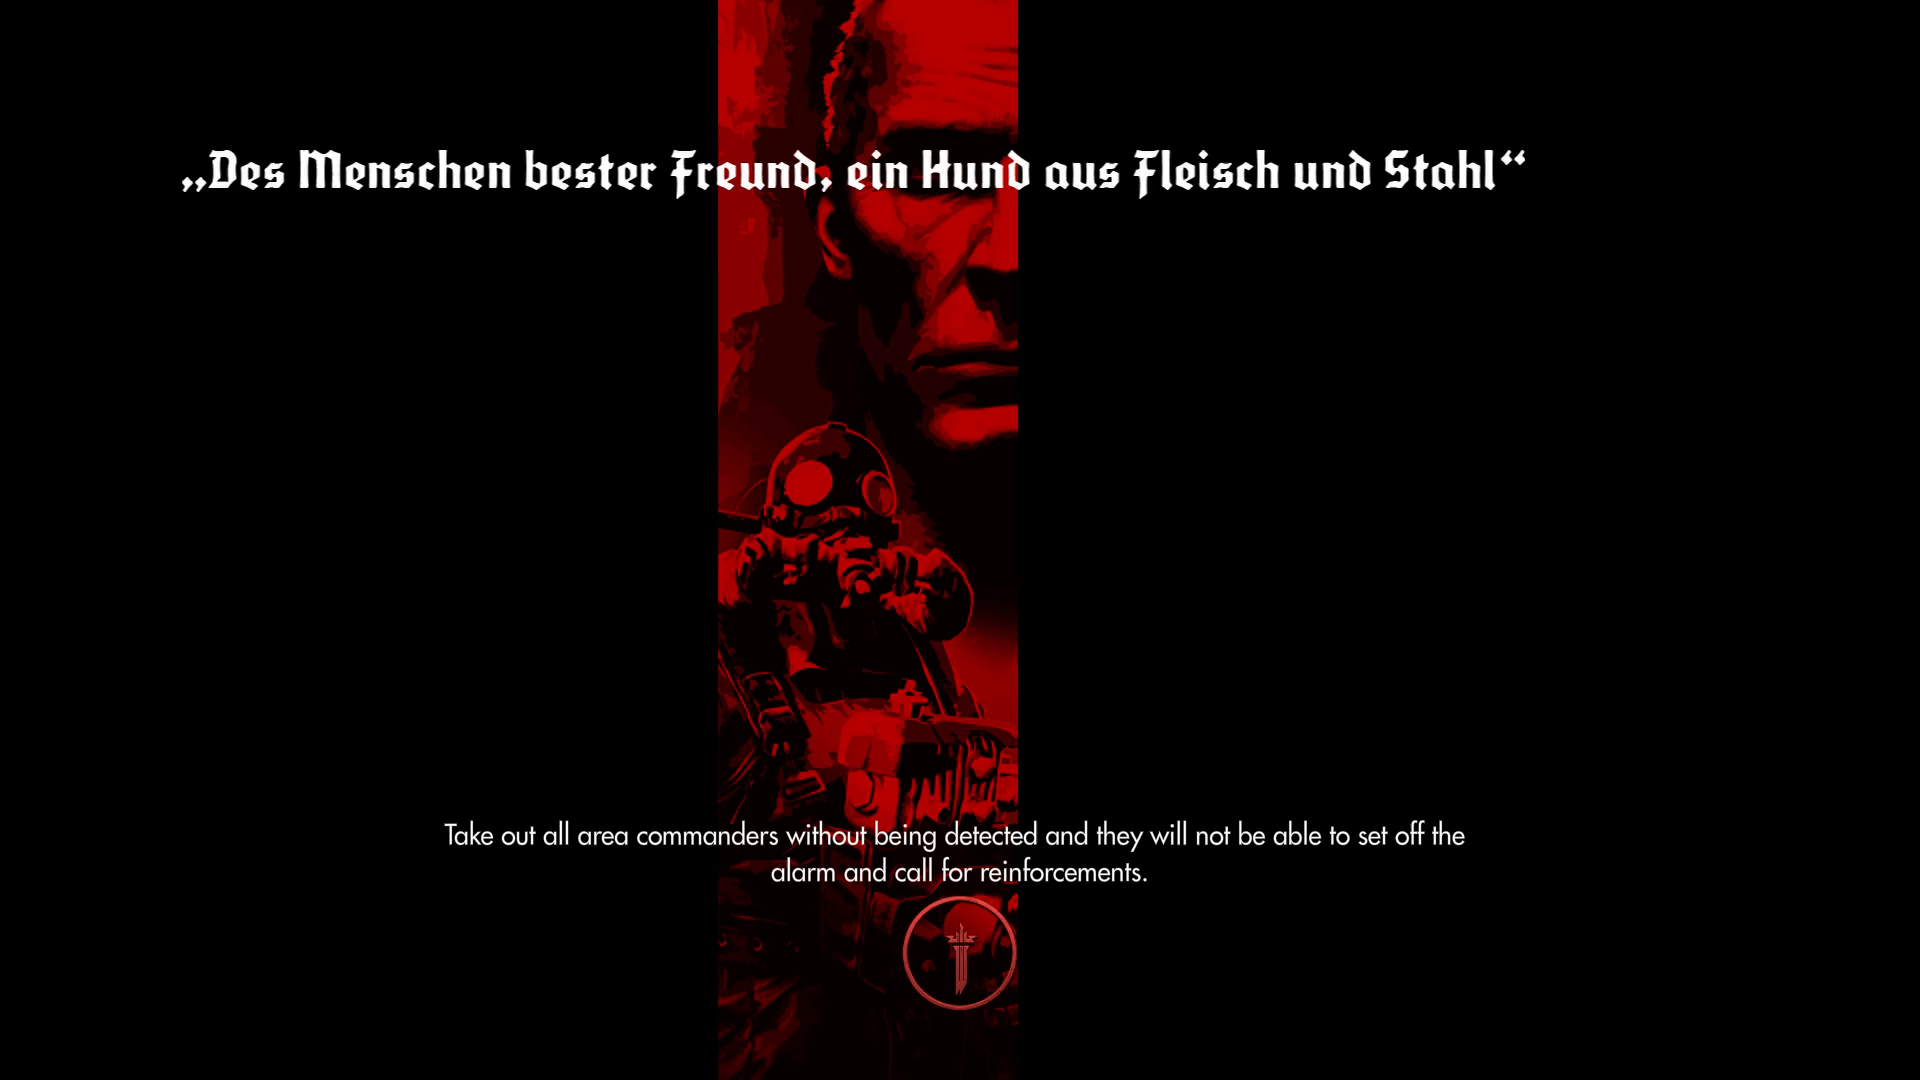 „Des Menschen bester Freund, ein Hund aus Fleisch und Stahl“
Take out all area commanders without being detected and they will not be able to set off the
alarm and call for reinforcements.